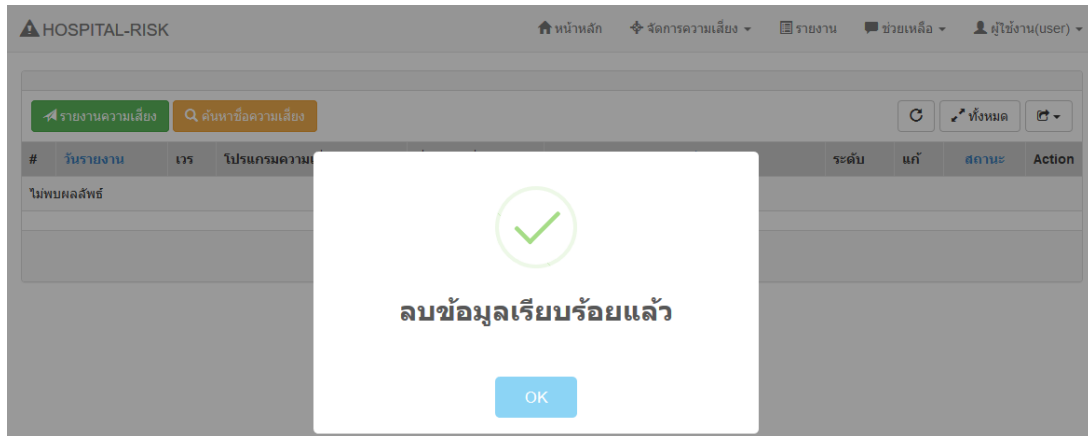 HOSPITAL-RISK
หน้าหลัก
จัดการความเสี่ยง
รายงาน
ช่วยเหลือ
ผู้ใช้งาน(user)
รายงานความเสี่ยง
ค้นหาชื่อความเสี่ยง
ทั้งหมด
# วันรายงาน เวร ระดับ แก้ สถานะ Action
ไม่พบผลลัพธ์
ลบข้อมูลเรียบร้อยแล้ว
OK